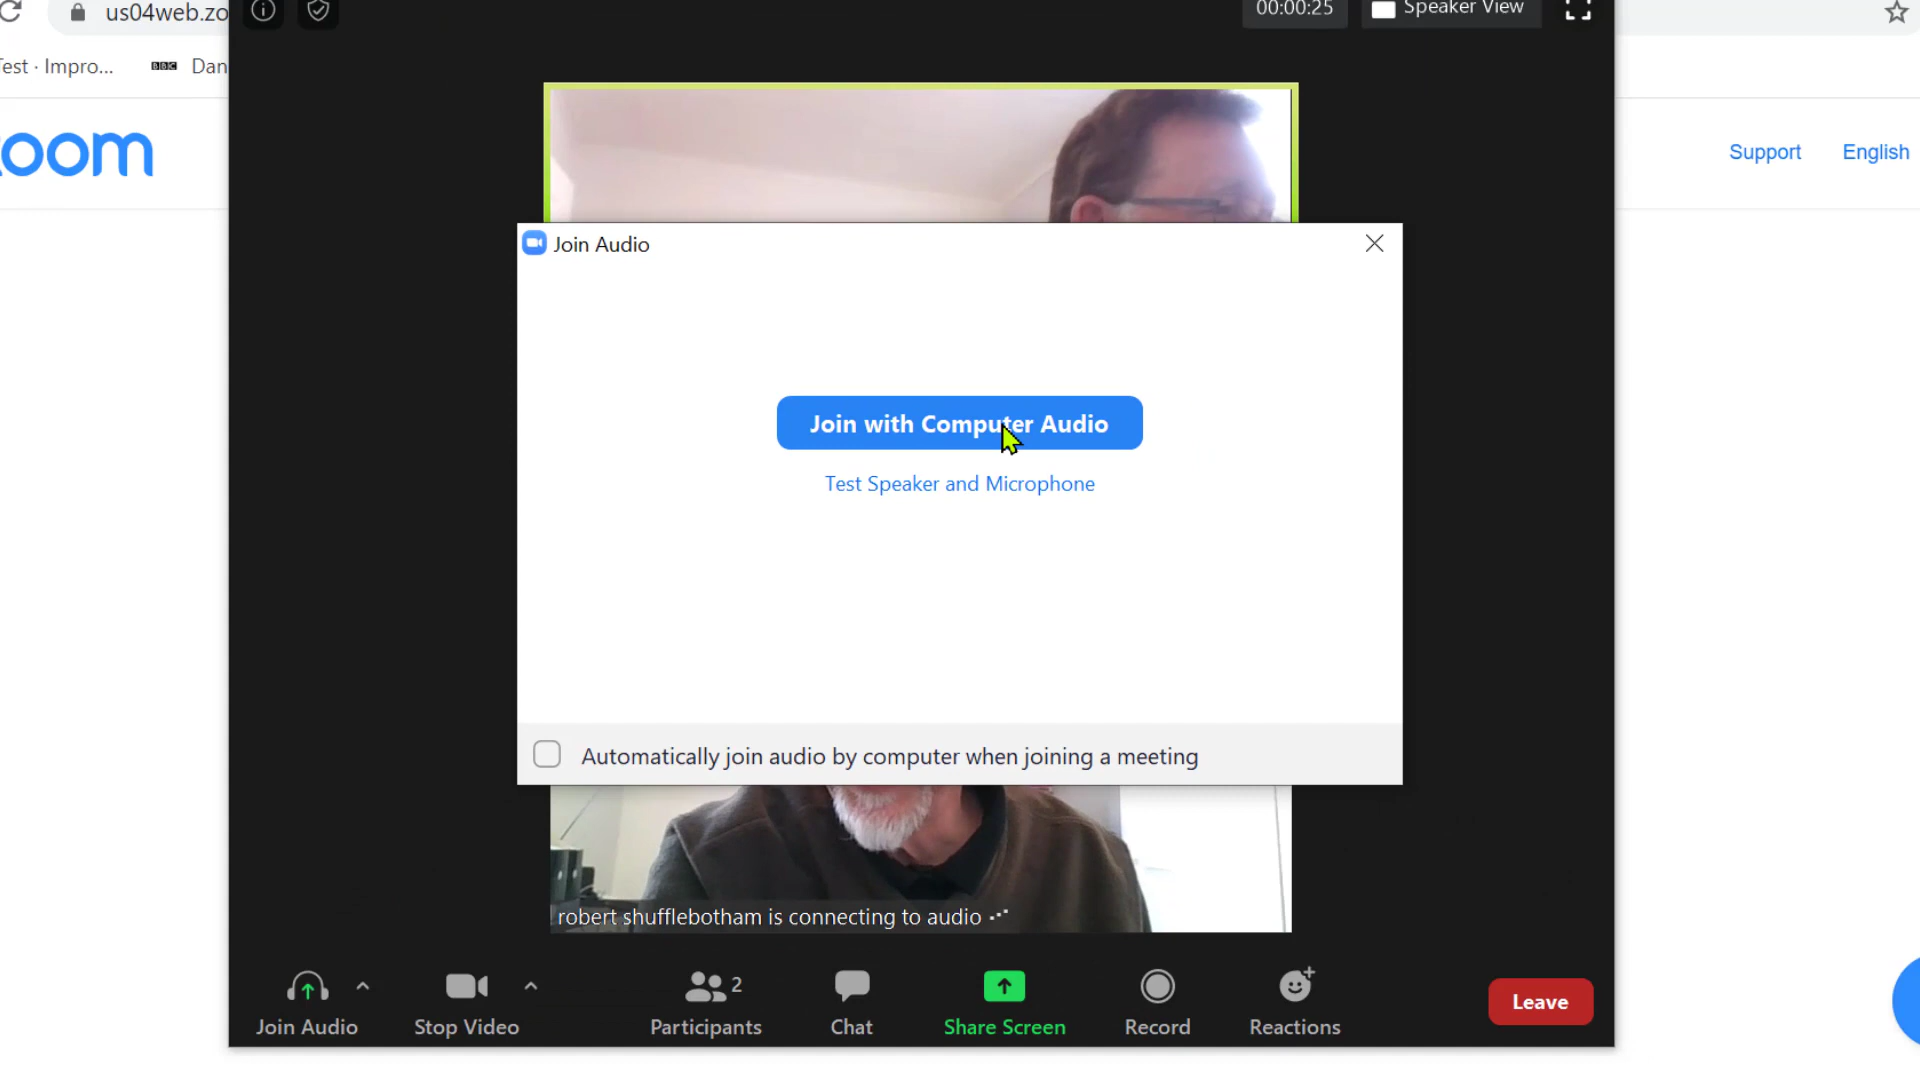 us04web.zo
00:00:25
Speaker View
est · Impro...
BBC Dan
oom
Support
English
Join Audio
Join with Computer Audio
Test Speaker and Microphone
Automatically join audio by computer when joining a meeting
robert shufflebotham is connecting to audio
2
Join Audio
Stop Video
Participants
Chat
Share Screen
Record
Reactions
Leave